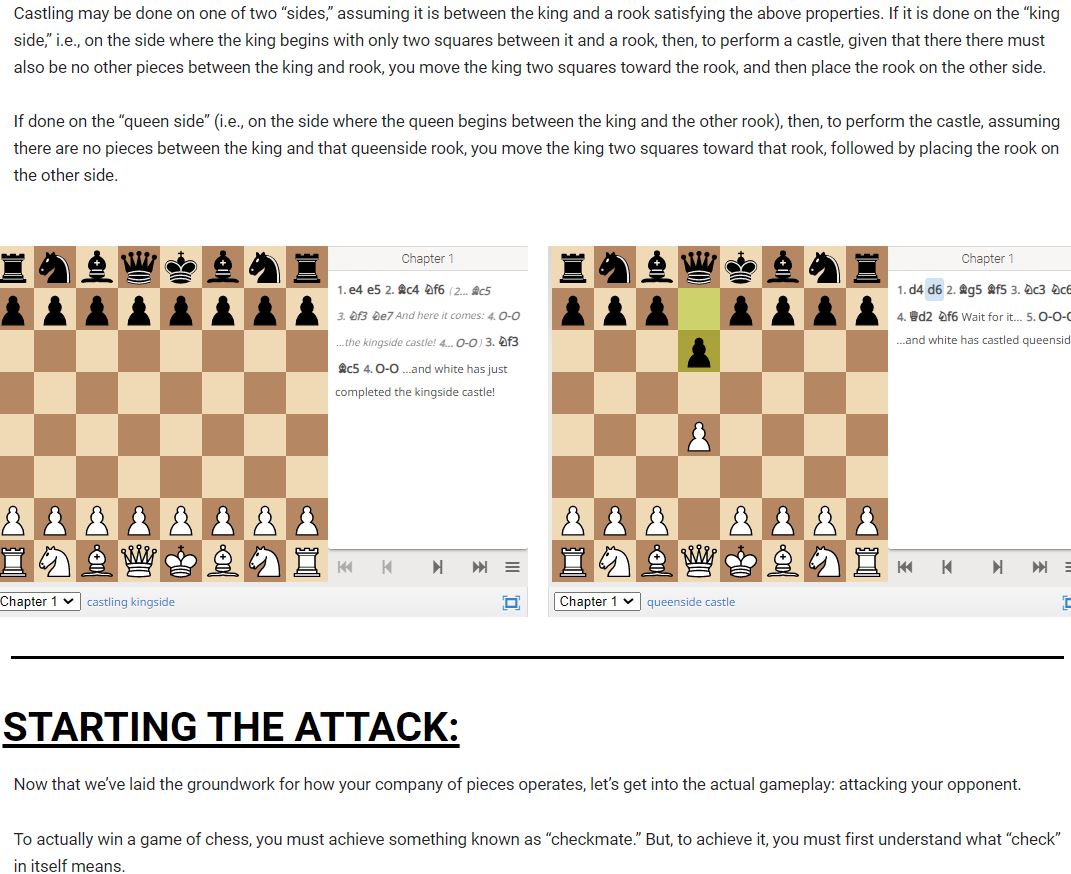 Castling may be done on one of two “sides,” assuming it is between the king and a rook satisfying the above properties. If it is done on the “king
side,” i.e., on the side where the king begins with only two squares between it and a rook, then, to perform a castle, given that there there must
also be no other pieces between the king and rook, you move the king two squares toward the rook, and then place the rook on the other side.
If done on the “queen side” (i.e., on the side where the queen begins between the king and the other rook), then, to perform the castle, assuming
there are no pieces between the king and that queenside rook, you move the king two squares toward that rook, followed by placing the rook on
the other side.
Chapter 1
1. e4 e5 2. ♗c4 ♘f6 (2... ♗c5
3. ♘f3 ♘e7 And here it comes: 4. O-O
...the kingside castle! 4... O-O) 3. ♘f3
♗c5 4. O-O ...and white has just
completed the kingside castle!
Chapter 1 castling kingside
Chapter 1
1. d4 d6 2. ♗g5 ♗f5 3. ♘c3 ♘c6
4. ♕d2 ♘f6 Wait for it... 5. O-O-O
...and white has castled queensid
Chapter 1 queenside castle
STARTING THE ATTACK:
Now that we’ve laid the groundwork for how your company of pieces operates, let’s get into the actual gameplay: attacking your opponent.
To actually win a game of chess, you must achieve something known as “checkmate.” But, to achieve it, you must first understand what “check”
in itself means.